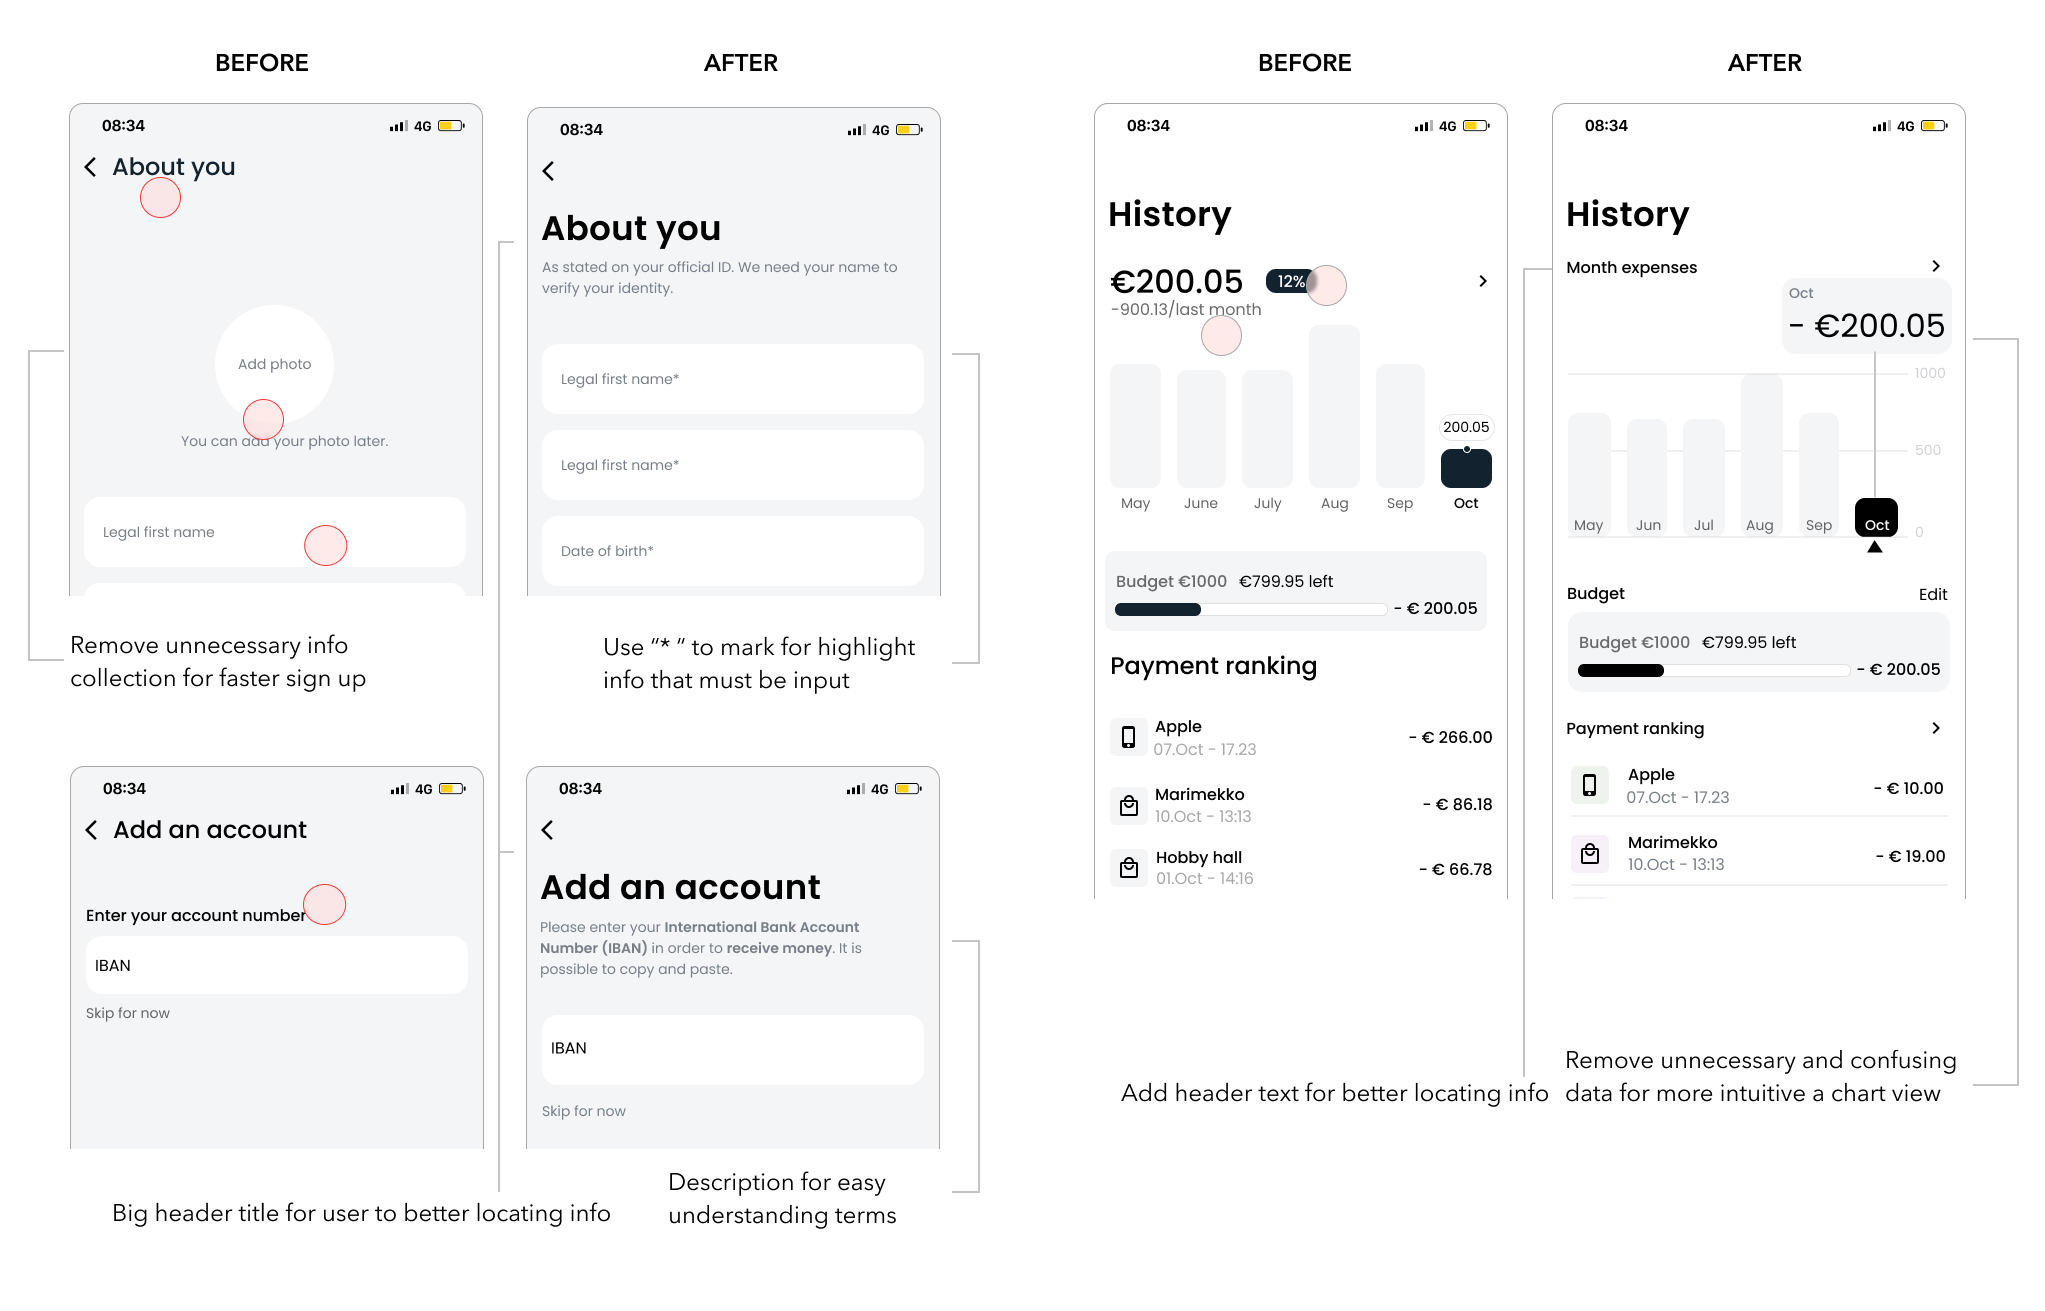 BEFORE
AFTER
08:34
4G
About you
Add photo
You can add your photo later.
Legal first name
08:34
4G
About you
As stated on your official ID. We need your name to
verify your identity.
Legal first name*
Legal first name*
Date of birth*
Remove unnecessary info
collection for faster sign up
Use “* “ to mark for highlight
info that must be input
08:34
4G
Add an account
Enter your account number
IBAN
Skip for now
08:34
4G
Add an account
Please enter your International Bank Account
Number (IBAN) in order to receive money. It is
possible to copy and paste.
IBAN
Skip for now
Big header title for user to better locating info
Description for easy
understanding terms
BEFORE
AFTER
08:34
4G
History
€200.05
12%
-900.13/last month
200.05
May
June
July
Aug
Sep
Oct
Budget €1000
€799.95 left
- € 200.05
Payment ranking
Apple
07.Oct - 17.23
- € 266.00
Marimekko
10.Oct - 13:13
- € 86.18
Hobby hall
01.Oct - 14:16
- € 66.78
08:34
4G
History
Month expenses
Oct
- €200.05
1000
500
0
May
Jun
Jul
Aug
Sep
Oct
Budget
Edit
Budget €1000
€799.95 left
- € 200.05
Payment ranking
Apple
07.Oct - 17.23
- € 10.00
Marimekko
10.Oct - 13:13
- € 19.00
Add header text for better locating info
Remove unnecessary and confusing
data for more intuitive a chart view